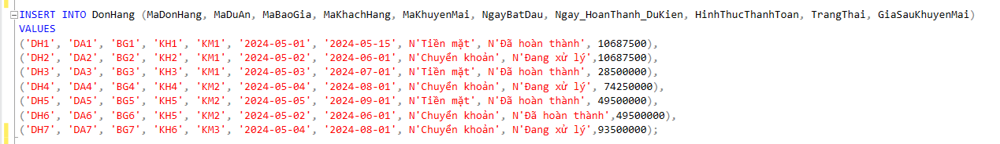 INSERT INTO DonHang (MaDonHang, MaDuAn, MaBaoGia, MaKhachHang, MaKhuyenMai, NgayBatDau, Ngay_HoanThanh_DuKien, HinhThucThanhToan, TrangThai, GiaSauKhuyenMai)
VALUES
('DH1', 'DA1', 'BG1', 'KH1', 'KM1', '2024-05-01', '2024-05-15', N'Tiền mặt', N'Đã hoàn thành', 10687500),
('DH2', 'DA2', 'BG2', 'KH2', 'KM1', '2024-05-02', '2024-06-01', N'Chuyển khoản', N'Đang xử lý',10687500),
('DH3', 'DA3', 'BG3', 'KH3', 'KM1', '2024-05-03', '2024-07-01', N'Tiền mặt', N'Đã hoàn thành', 28500000),
('DH4', 'DA4', 'BG4', 'KH4', 'KM2', '2024-05-04', '2024-08-01', N'Chuyển khoản', N'Đang xử lý', 74250000),
('DH5', 'DA5', 'BG5', 'KH5', 'KM2', '2024-05-05', '2024-09-01', N'Tiền mặt', N'Đã hoàn thành', 49500000),
('DH6', 'DA6', 'BG6', 'KH5', 'KM2', '2024-05-02', '2024-06-01', N'Chuyển khoản', N'Đã hoàn thành',49500000),
('DH7', 'DA7', 'BG7', 'KH6', 'KM3', '2024-05-04', '2024-08-01', N'Chuyển khoản', N'Đang xử lý',93500000);